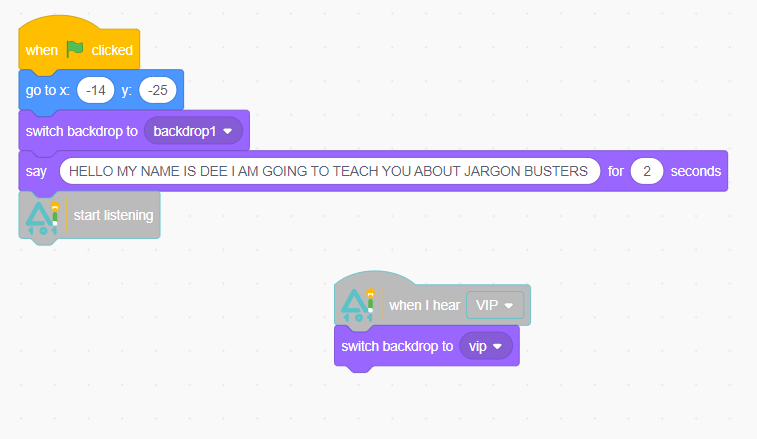 when clicked
go to x: -14 y: -25
switch backdrop to backdrop1
say HELLO MY NAME IS DEE I AM GOING TO TEACH YOU ABOUT JARGON BUSTERS for 2 seconds
start listening
when I hear VIP
switch backdrop to vip